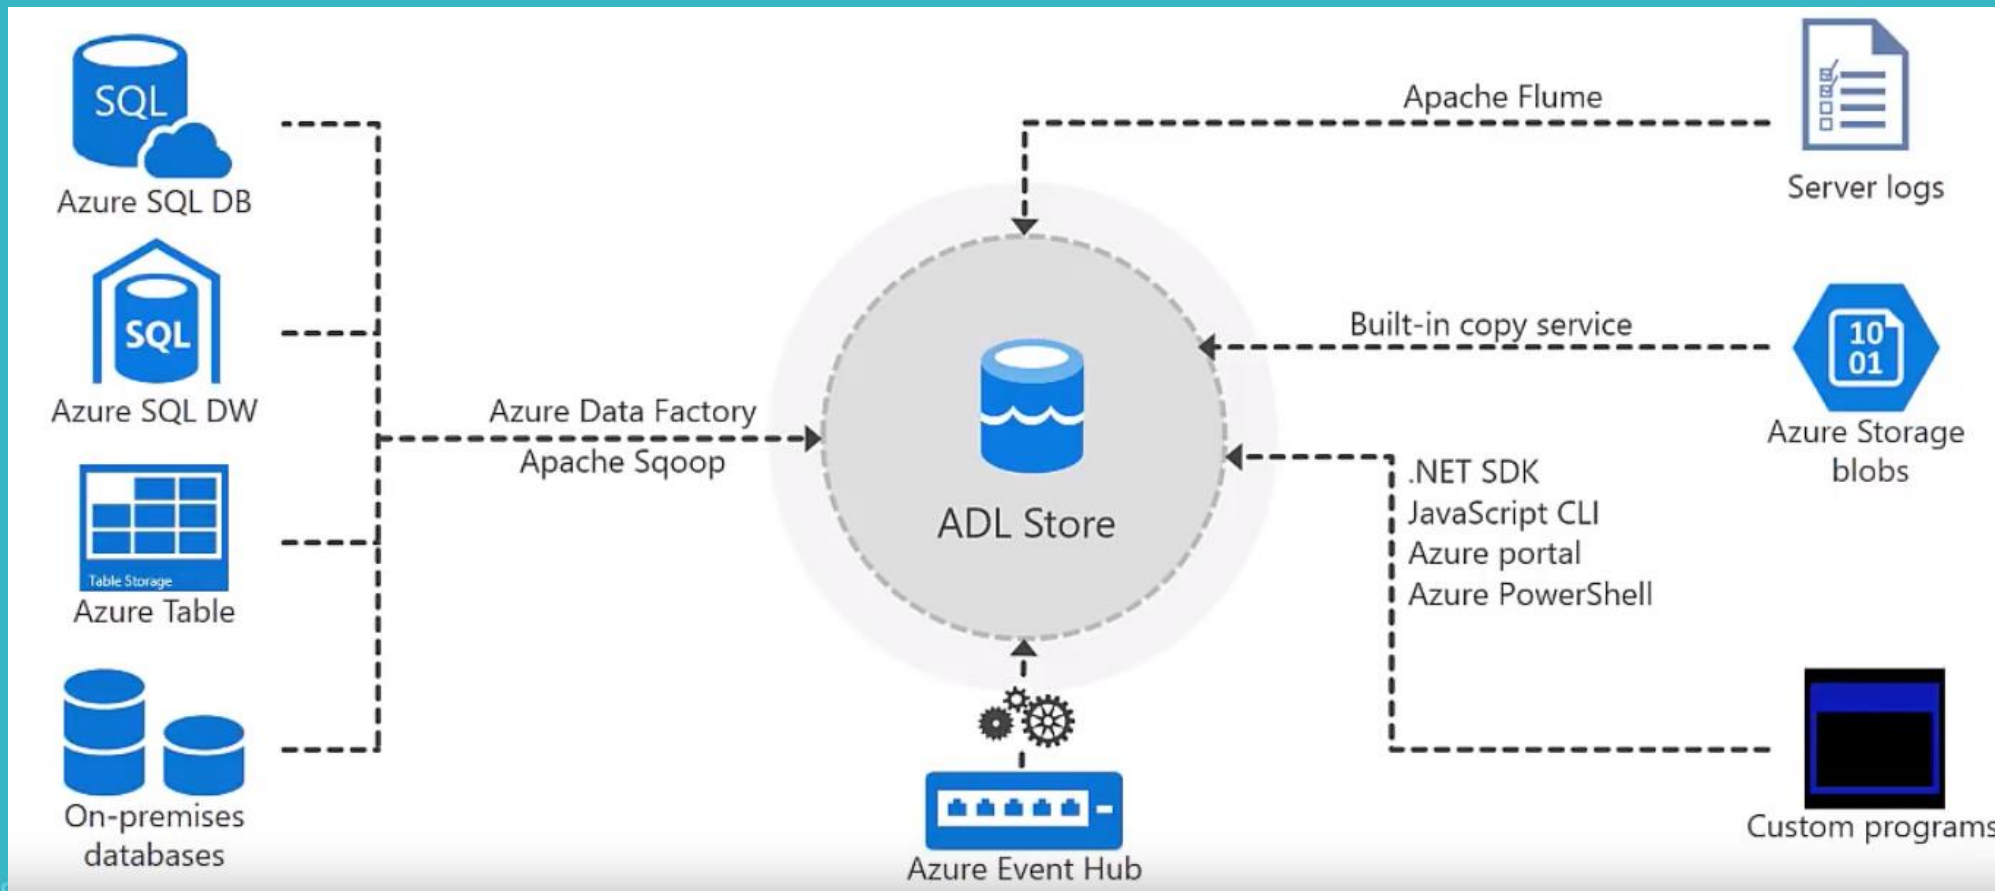 SQL
Azure SQL DB
SQL
Azure SQL DW
Table Storage
Azure Table
On-premises
databases
Azure Data Factory
Apache Sqoop
ADL Store
Azure Event Hub
Apache Flume
Server logs
Built-in copy service
10
01
Azure Storage
blobs
.NET SDK
JavaScript CLI
Azure portal
Azure PowerShell
Custom programs